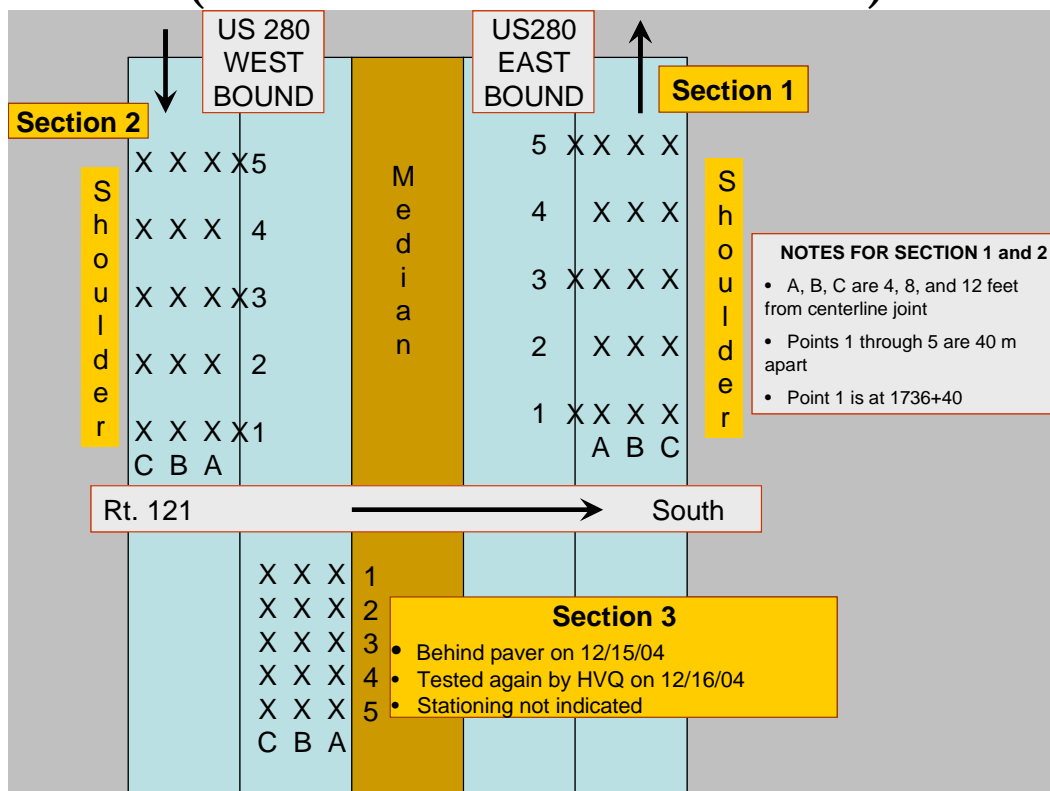 US 280
WEST
BOUND
US280
EAST
BOUND
Section 1
Section 2
X X X X 5
X X X 4
X X X X 3
X X X 2
X X X X 1
C B A
S
h
o
u
l
d
e
r
M
e
d
i
a
n
5 X X X X
4 X X X
3 X X X X
2 X X X
1 X X X X
A B C
S
h
o
u
l
d
e
r
NOTES FOR SECTION 1 and 2
• A, B, C are 4, 8, and 12 feet
from centerline joint
• Points 1 through 5 are 40 m
apart
• Point 1 is at 1736+40
Rt. 121 South
X X X 1
X X X 2
X X X 3
X X X 4
X X X 5
C B A
Section 3
• Behind paver on 12/15/04
• Tested again by HVQ on 12/16/04
• Stationing not indicated